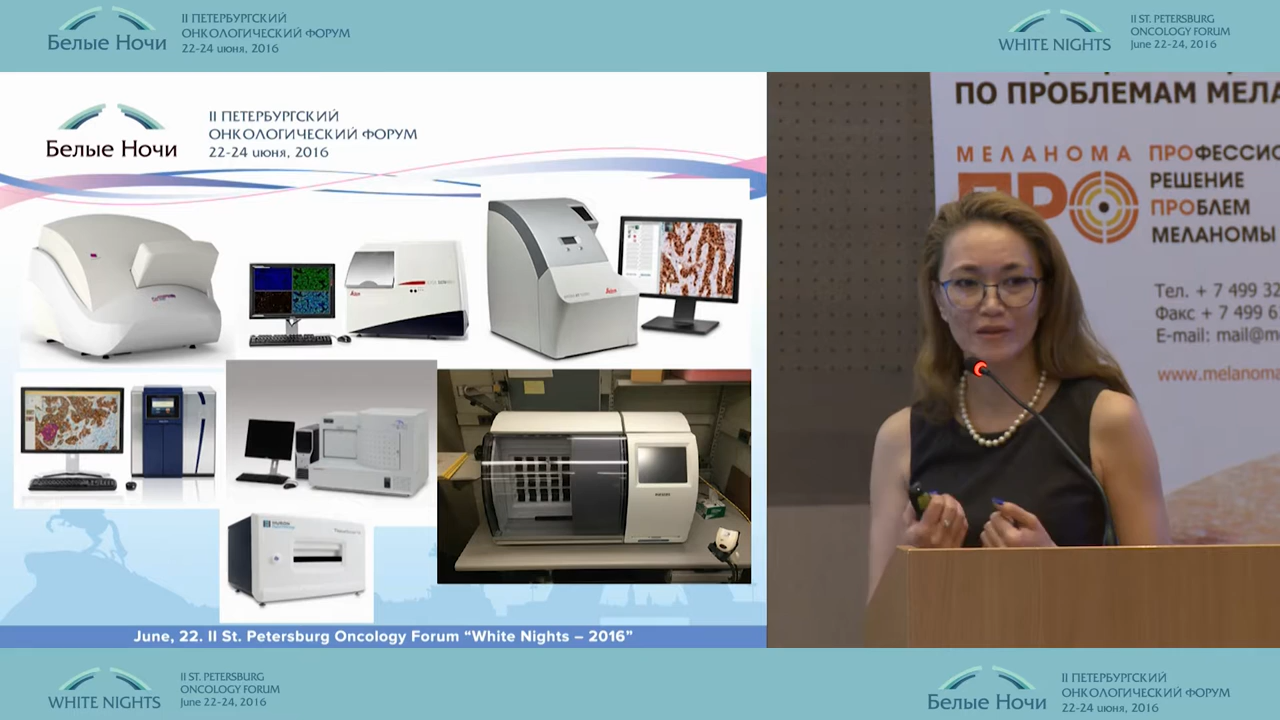 Белые Ночи
II ПЕТЕРБУРГСКИЙ
ОНКОЛОГИЧЕСКИЙ ФОРУМ
22-24 июня, 2016
WHITE NIGHTS
II ST. PETERSBURG
ONCOLOGY FORUM
June 22-24, 2016
Белые Ночи
II ПЕТЕРБУРГСКИЙ
ОНКОЛОГИЧЕСКИЙ ФОРУМ
22-24 июня, 2016
Leica
Leica
PHILIPS
HURON
June, 22. II St. Petersburg Oncology Forum “White Nights – 2016”
ПО ПРОБЛЕМАМ МЕЛА
МЕЛАНОМА
ПРО
ПРОФЕССИО
РЕШЕНИЕ
ПРОБЛЕМ
МЕЛАНОМЫ
Тел. + 7 499 32
Факс + 7 499 6
E-mail: mail@m
www.melanoma
WHITE NIGHTS
II ST. PETERSBURG
ONCOLOGY FORUM
June 22-24, 2016
Белые Ночи
II ПЕТЕРБУРГСКИЙ
ОНКОЛОГИЧЕСКИЙ ФОРУМ
22-24 июня, 2016